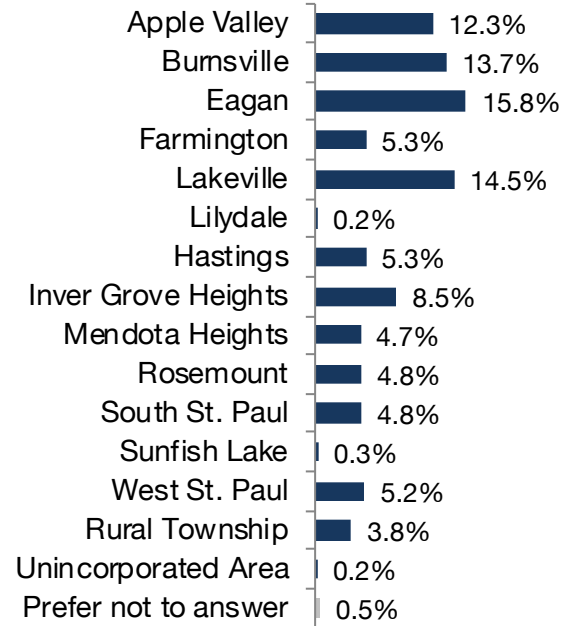 Apple Valley 12.3%
Burnsville 13.7%
Eagan 15.8%
Farmington 5.3%
Lakeville 14.5%
Lilydale 0.2%
Hastings 5.3%
Inver Grove Heights 8.5%
Mendota Heights 4.7%
Rosemount 4.8%
South St. Paul 4.8%
Sunfish Lake 0.3%
West St. Paul 5.2%
Rural Township 3.8%
Unincorporated Area 0.2%
Prefer not to answer 0.5%